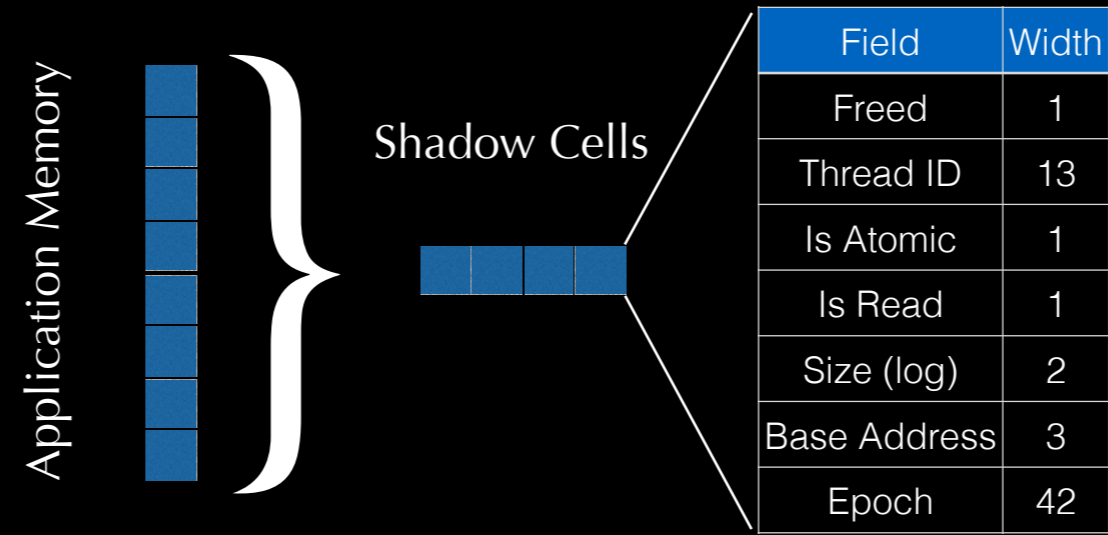 Application Memory
Shadow Cells
Field Width
Freed 1
Thread ID 13
Is Atomic 1
Is Read 1
Size (log) 2
Base Address 3
Epoch 42